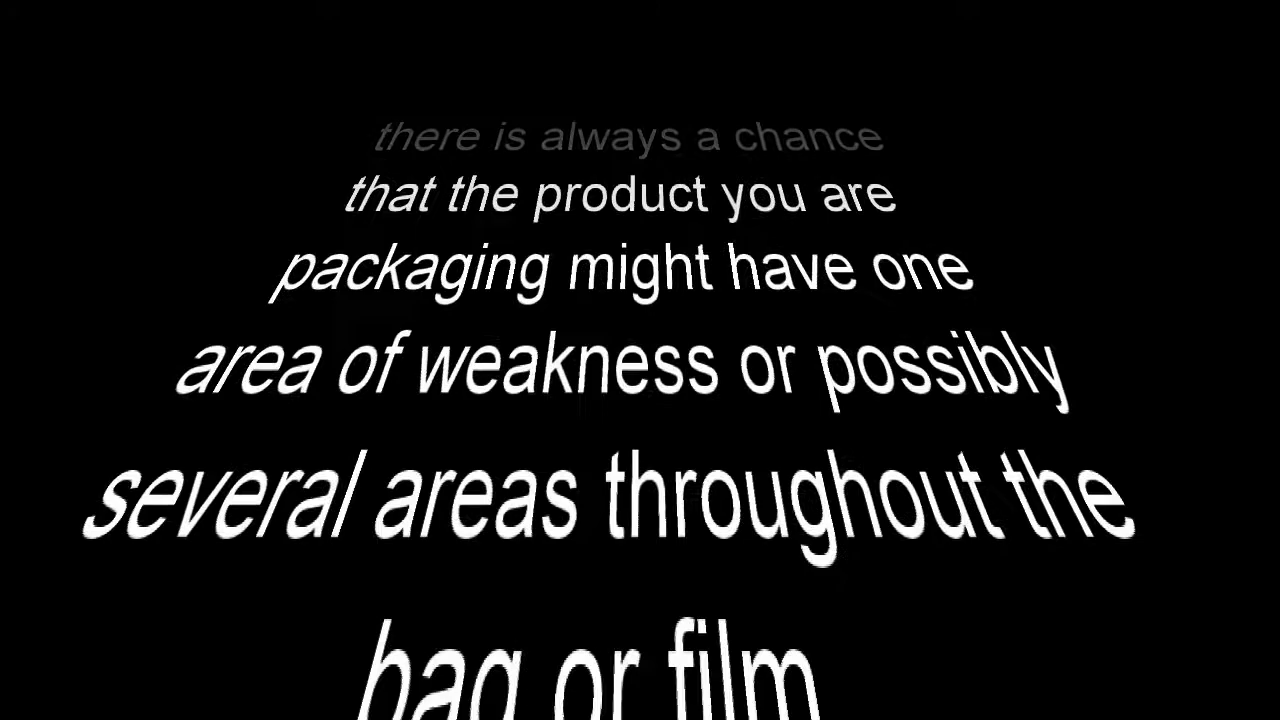 there is always a chance
that the product you are
packaging might have one
area of weakness or possibly
several areas throughout the
bag or film